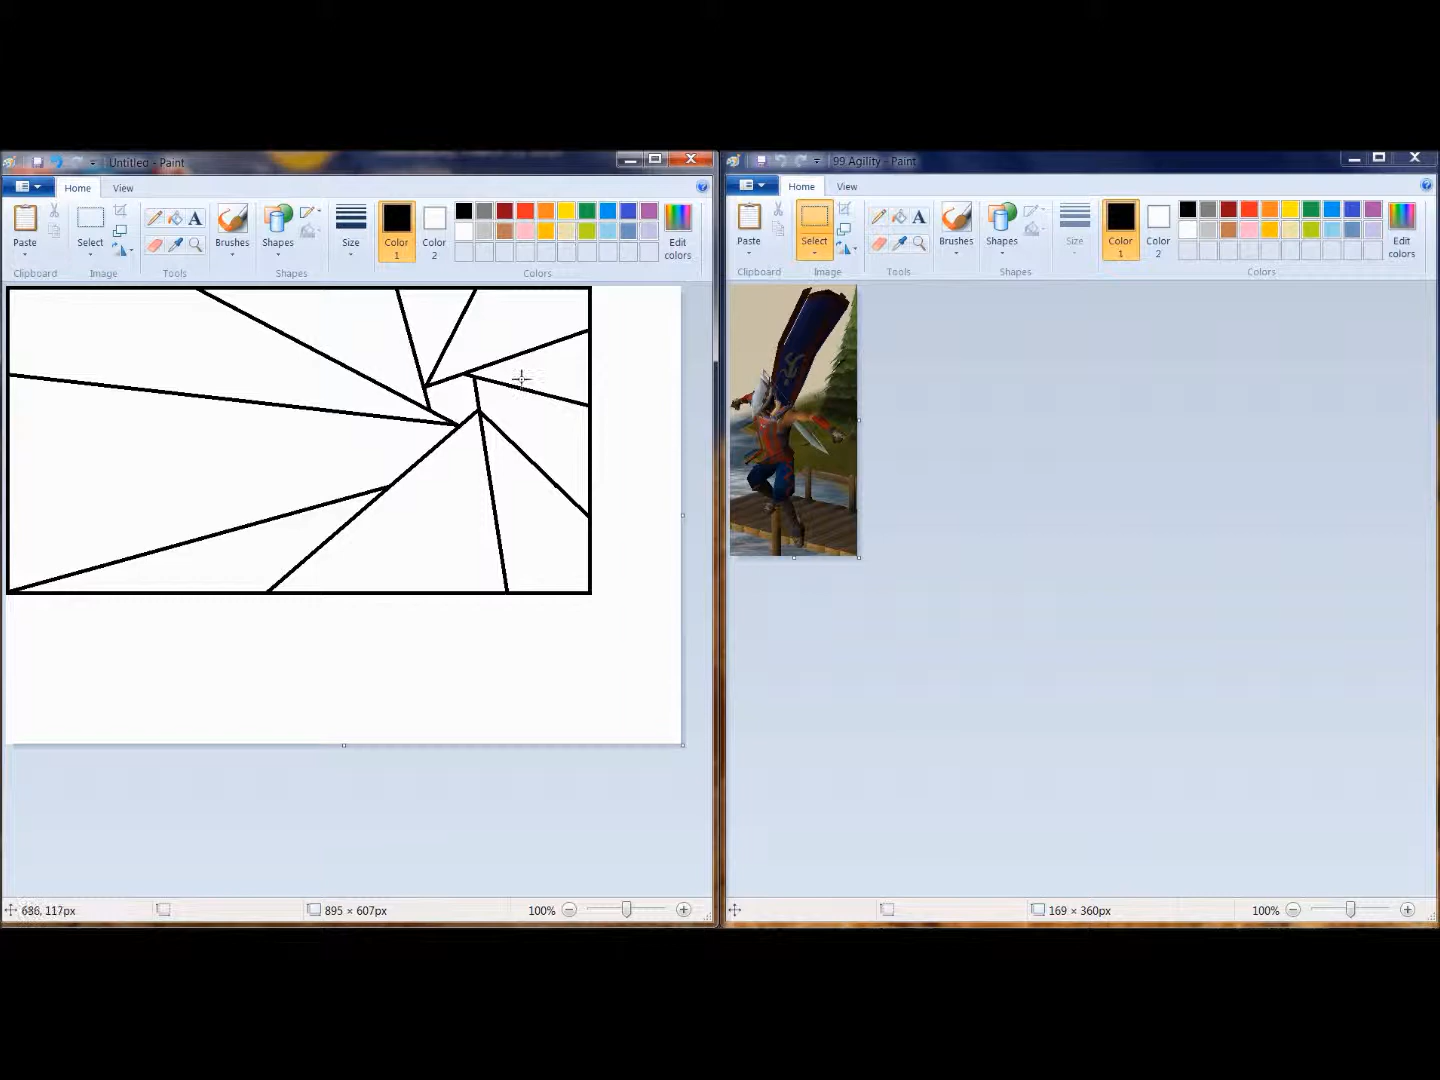 Untitled - Paint
Home View
Paste
Select
A
Brushes
Shapes
Size
Color 1
Color 2
Edit colors
Clipboard Image Tools Shapes Colors
686, 117px
895 × 607px
100%
99 Agility - Paint
Home View
Paste
Select
A
Brushes
Shapes
Size
Color 1
Color 2
Edit colors
Clipboard Image Tools Shapes Colors
169 × 360px
100%